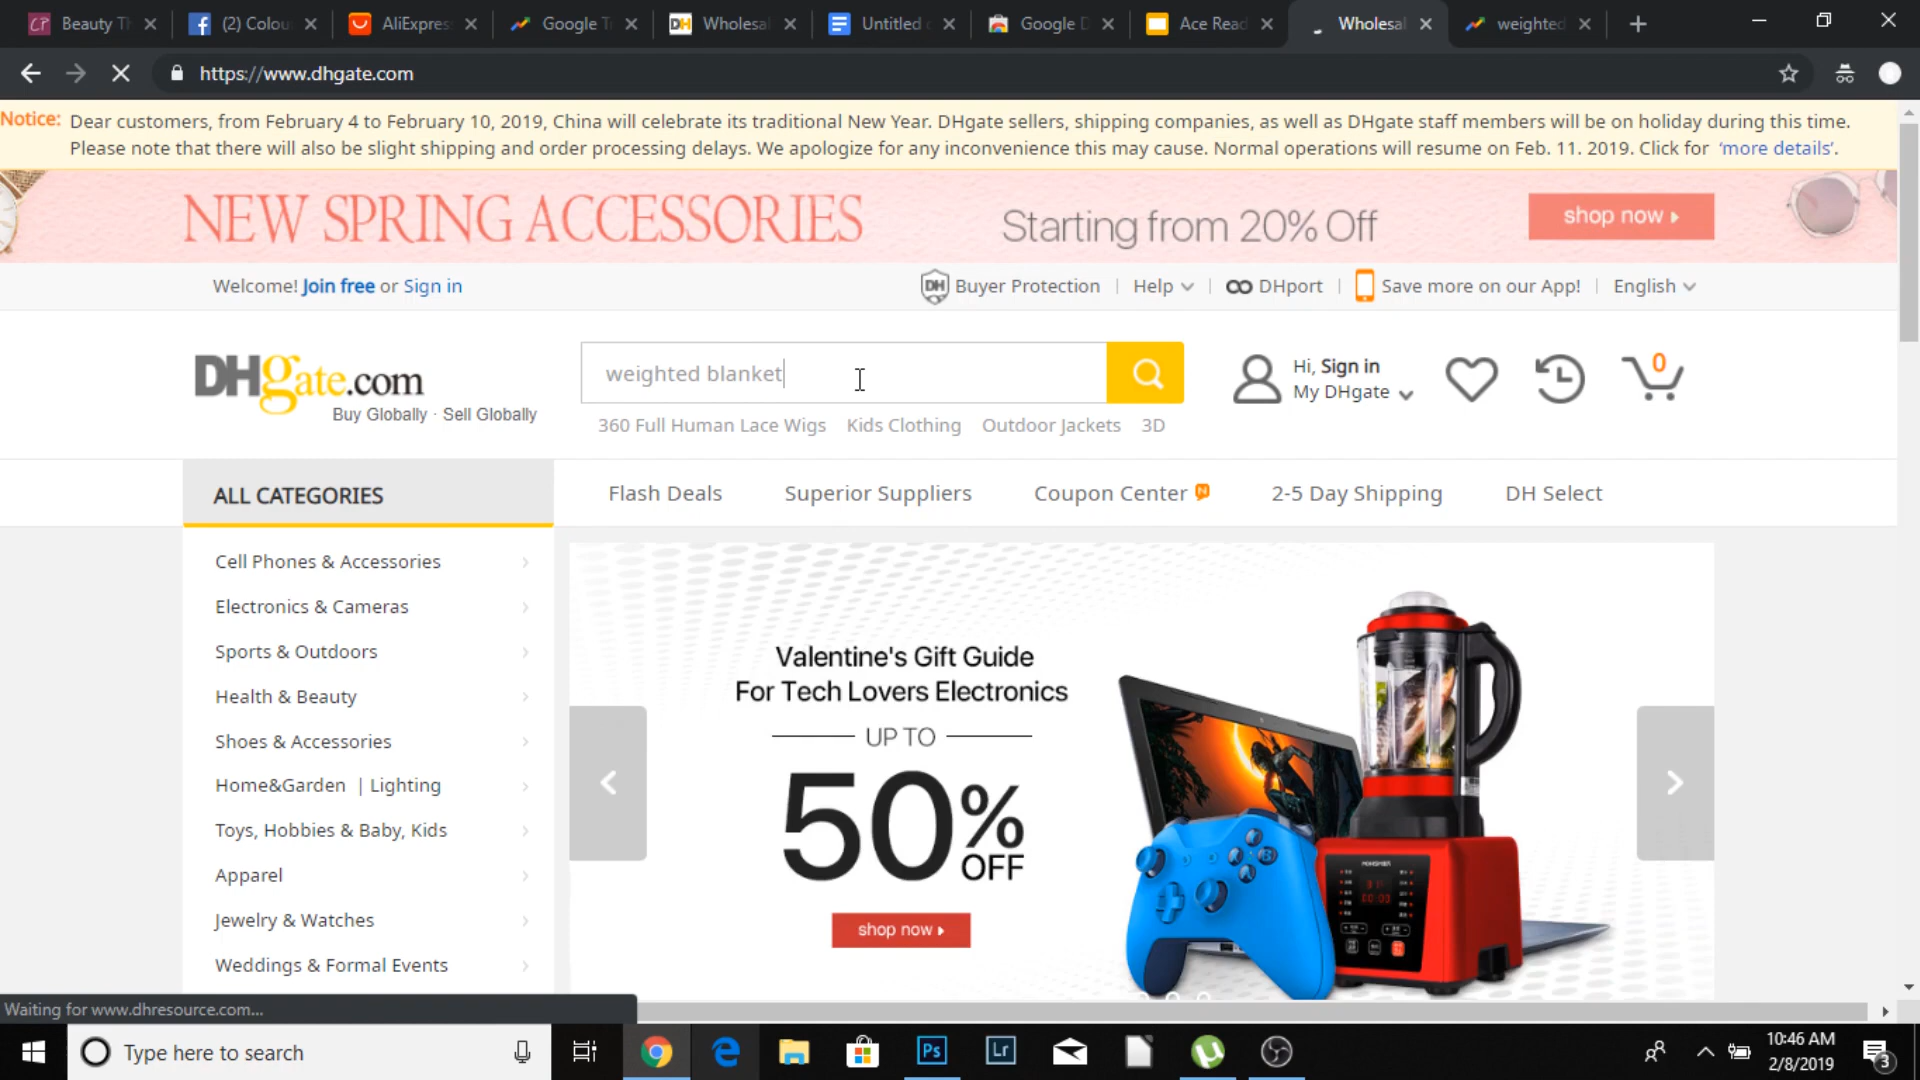 Beauty Th
(2) Colou
AliExpres
Google Tr
Wholesal
Untitled d
Google D
Ace Read
Wholesal
weighted
https://www.dhgate.com
Notice: Dear customers, from February 4 to February 10, 2019, China will celebrate its traditional New Year. DHgate sellers, shipping companies, as well as DHgate staff members will be on holiday during this time.
Please note that there will also be slight shipping and order processing delays. We apologize for any inconvenience this may cause. Normal operations will resume on Feb. 11. 2019. Click for 'more details'.
NEW SPRING ACCESSORIES Starting from 20% Off shop now
Welcome! Join free or Sign in
DH Buyer Protection | Help | DHport | Save more on our App! | English
DHgate.com
Buy Globally · Sell Globally
weighted blanket
Hi, Sign in
My DHgate
0
360 Full Human Lace Wigs Kids Clothing Outdoor Jackets 3D
ALL CATEGORIES
Flash Deals Superior Suppliers Coupon Center N 2-5 Day Shipping DH Select
Cell Phones & Accessories
Electronics & Cameras
Sports & Outdoors
Health & Beauty
Shoes & Accessories
Home&Garden | Lighting
Toys, Hobbies & Baby, Kids
Apparel
Jewelry & Watches
Weddings & Formal Events
Valentine's Gift Guide
For Tech Lovers Electronics
UP TO
50% OFF
shop now
Waiting for www.dhresource.com...
Type here to search
Ps
Lr
10:46 AM
2/8/2019
3